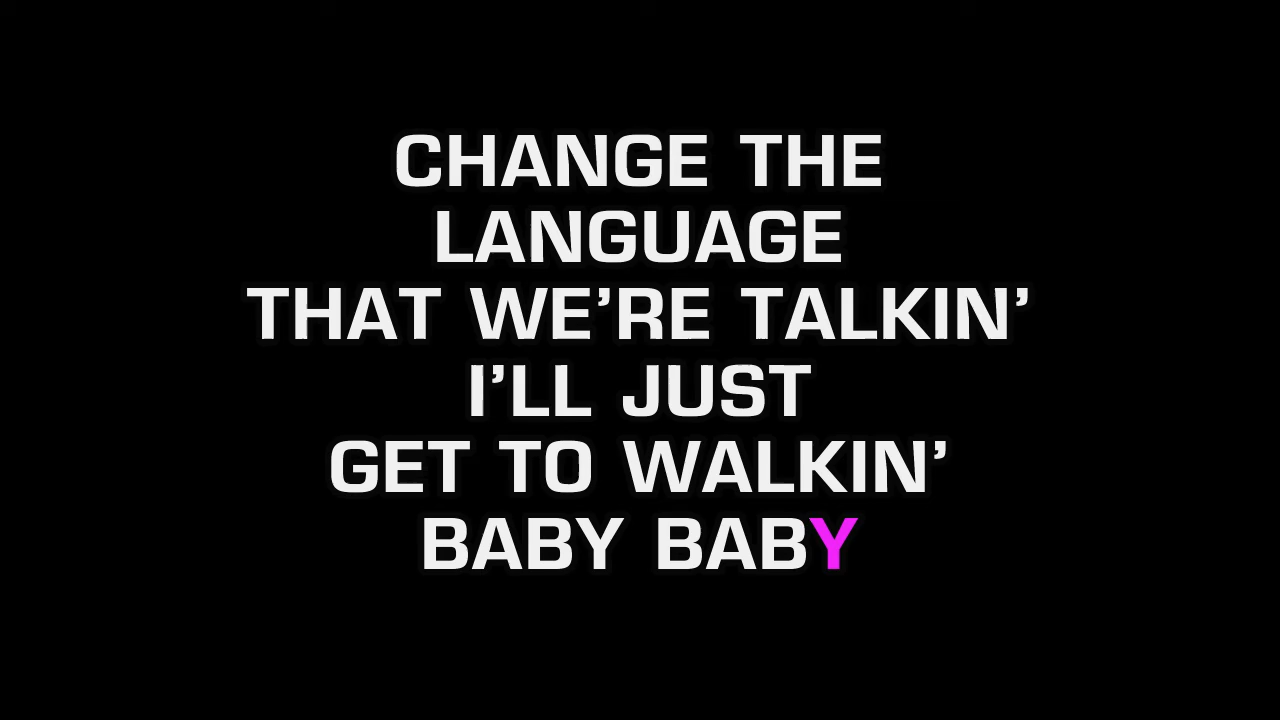 CHANGE THE
LANGUAGE
THAT WE’RE TALKIN’
I’LL JUST
GET TO WALKIN’
BABY BABY